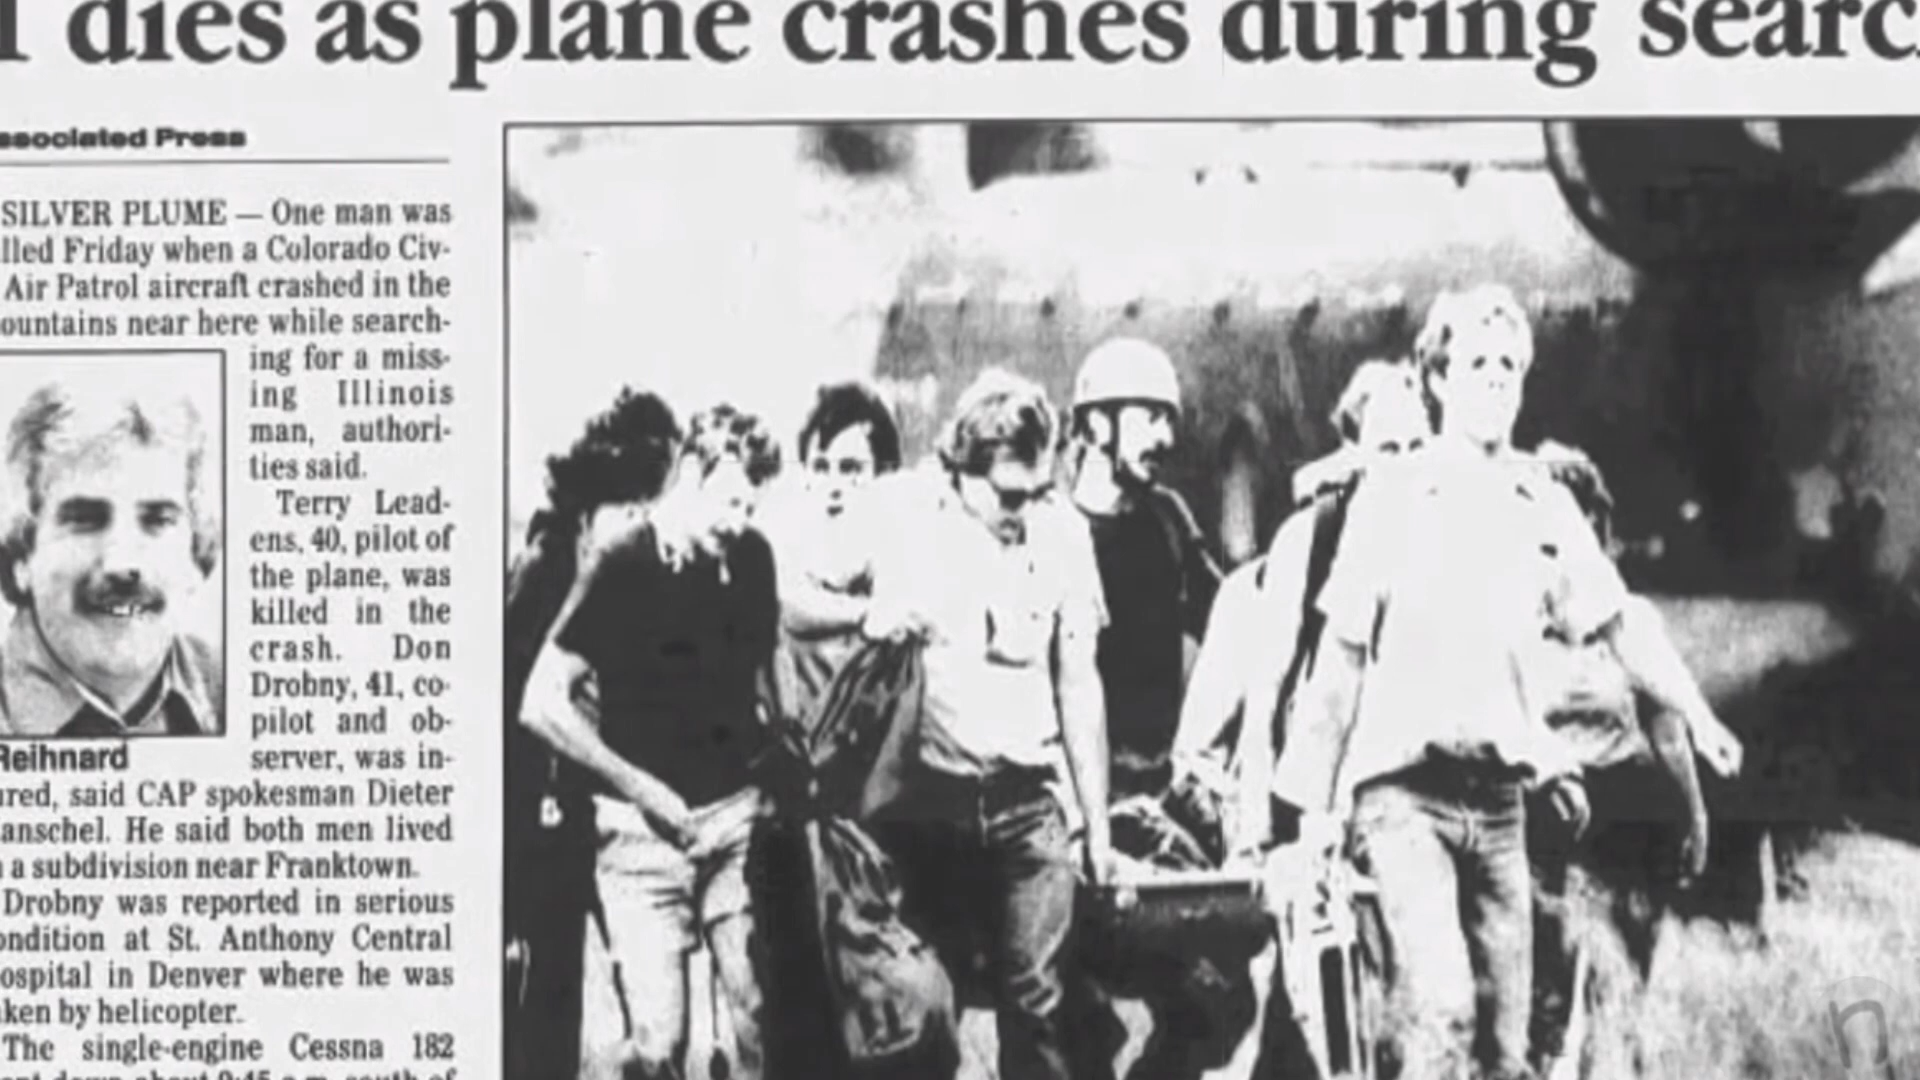 1 dies as plane crashes during searc
ssociated Press
SILVER PLUME — One man was
lled Friday when a Colorado Civ-
Air Patrol aircraft crashed in the
ountains near here while search-
ing for a miss-
ing Illinois
man, authori-
ties said.
Terry Lead-
ens, 40, pilot of
the plane, was
killed in the
crash. Don
Drobny, 41, co-
pilot and ob-
server, was in-
Reihnard
ured, said CAP spokesman Dieter
anschel. He said both men lived
a subdivision near Franktown.
Drobny was reported in serious
ondition at St. Anthony Central
ospital in Denver where he was
ken by helicopter.
The single-engine Cessna 182
about 9:45 a.m. south of
n